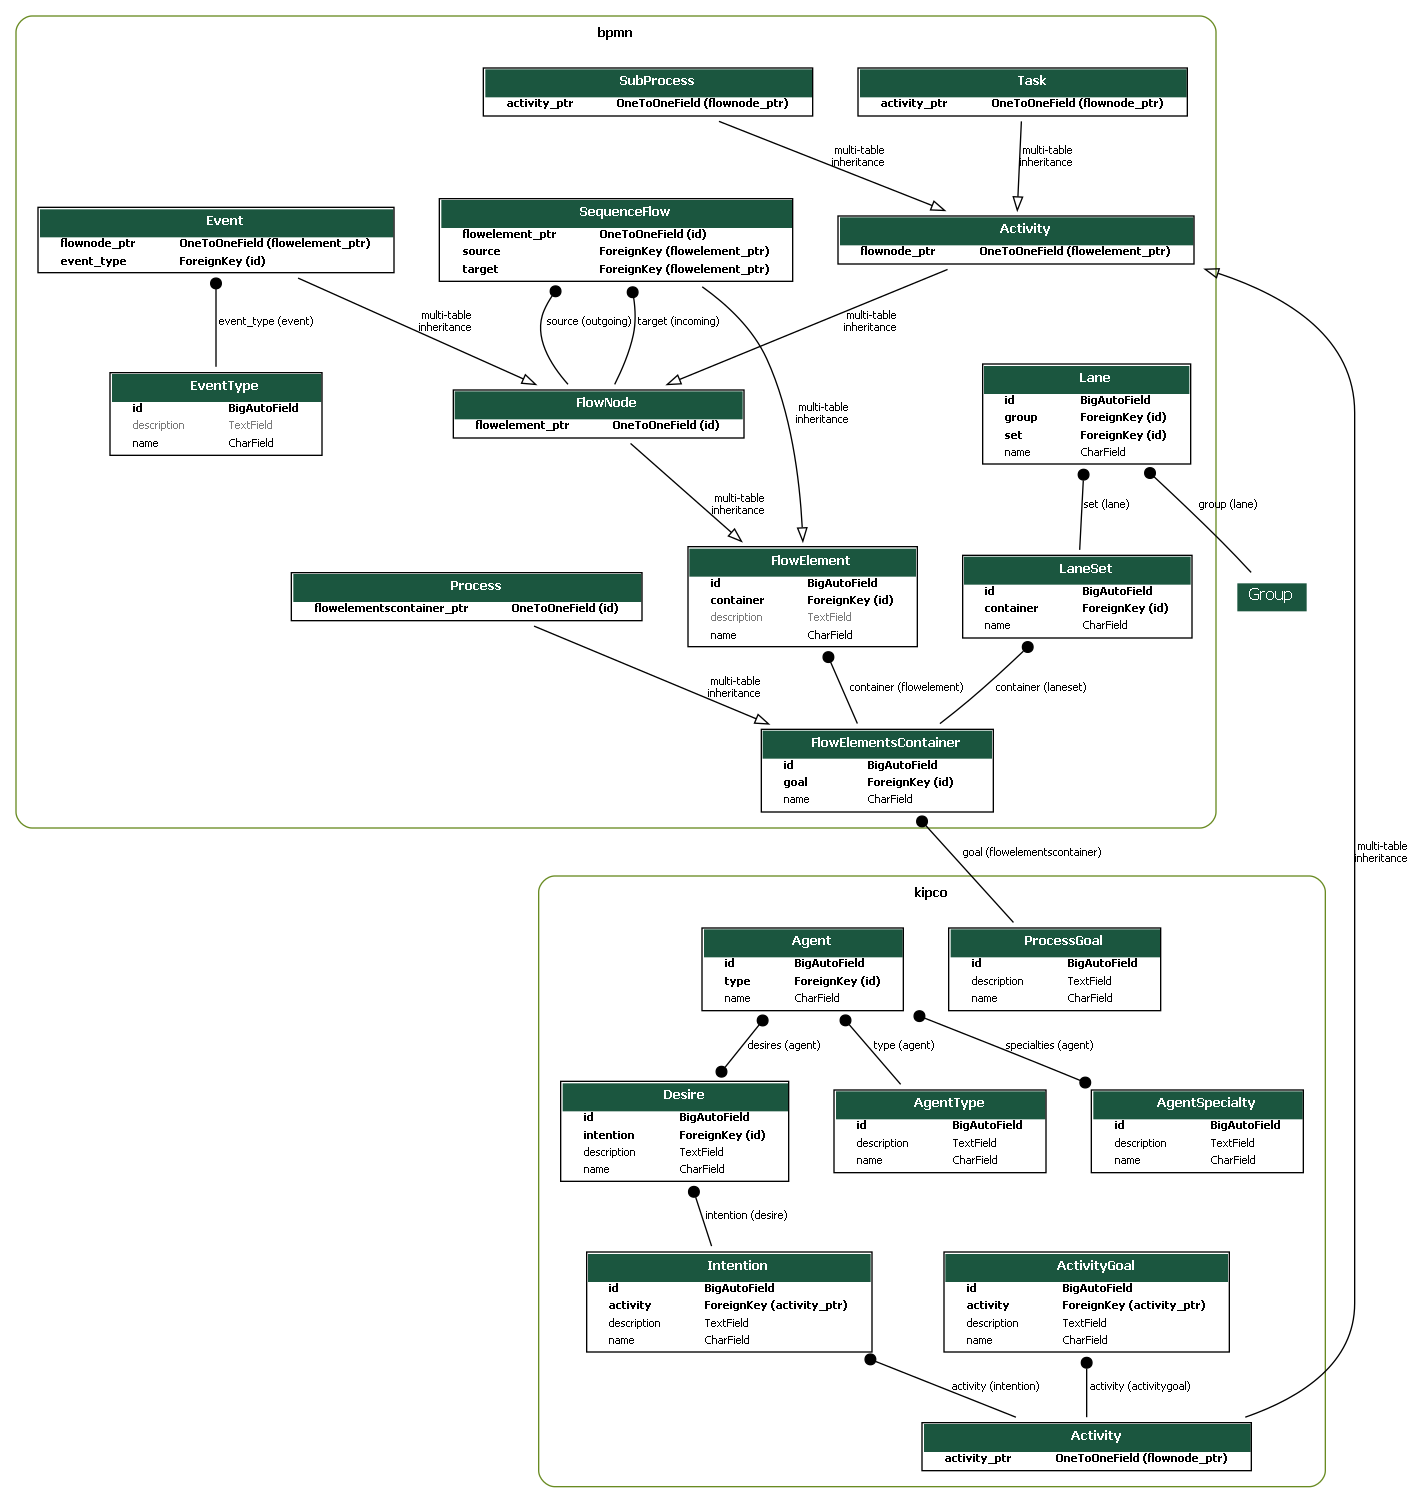 bpmn
SubProcess
activity_ptr OneToOneField (flownode_ptr)
Task
activity_ptr OneToOneField (flownode_ptr)
multi-table
inheritance
multi-table
inheritance
Event
flownode_ptr OneToOneField (flowelement_ptr)
event_type ForeignKey (id)
SequenceFlow
flowelement_ptr OneToOneField (id)
source ForeignKey (flowelement_ptr)
target ForeignKey (flowelement_ptr)
Activity
flownode_ptr OneToOneField (flowelement_ptr)
event_type (event)
multi-table
inheritance
source (outgoing)
target (incoming)
multi-table
inheritance
EventType
id BigAutoField
description TextField
name CharField
FlowNode
flowelement_ptr OneToOneField (id)
multi-table
inheritance
Lane
id BigAutoField
group ForeignKey (id)
set ForeignKey (id)
name CharField
multi-table
inheritance
set (lane)
group (lane)
Process
flowelementscontainer_ptr OneToOneField (id)
FlowElement
id BigAutoField
container ForeignKey (id)
description TextField
name CharField
LaneSet
id BigAutoField
container ForeignKey (id)
name CharField
Group
multi-table
inheritance
container (flowelement)
container (laneset)
FlowElementsContainer
id BigAutoField
goal ForeignKey (id)
name CharField
goal (flowelementscontainer)
multi-table
inheritance
kipco
Agent
id BigAutoField
type ForeignKey (id)
name CharField
ProcessGoal
id BigAutoField
description TextField
name CharField
desires (agent)
type (agent)
specialties (agent)
Desire
id BigAutoField
intention ForeignKey (id)
description TextField
name CharField
AgentType
id BigAutoField
description TextField
name CharField
AgentSpecialty
id BigAutoField
description TextField
name CharField
intention (desire)
Intention
id BigAutoField
activity ForeignKey (activity_ptr)
description TextField
name CharField
ActivityGoal
id BigAutoField
activity ForeignKey (activity_ptr)
description TextField
name CharField
activity (intention)
activity (activitygoal)
Activity
activity_ptr OneToOneField (flownode_ptr)